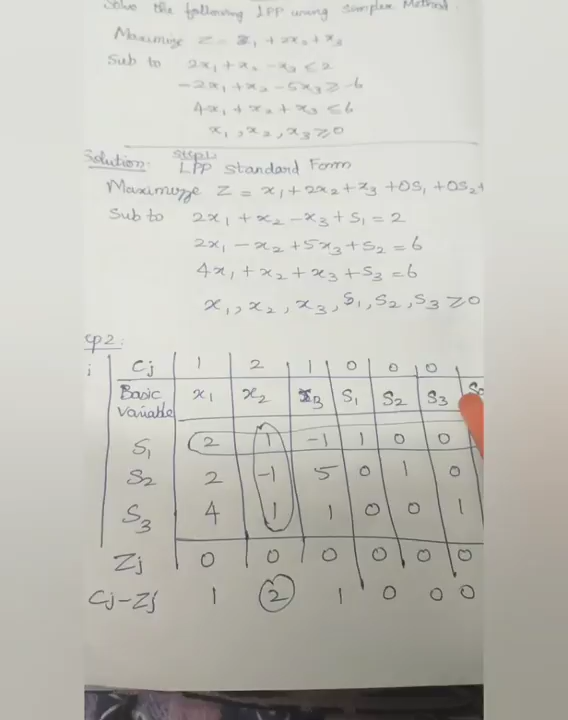 Solve the following LPP using simplex Method.
Maximize Z = x₁ + 2x₂ + x₃
Sub to 2x₁ + x₂ - x₃ ≤ 2
-2x₁ + x₂ - 5x₃ ≥ -6
4x₁ + x₂ + x₃ ≤ 6
x₁, x₂, x₃ ≥ 0
Solution: Step1:
LPP Standard Form
Maximize Z = x₁ + 2x₂ + x₃ + 0S₁ + 0S₂ +
Sub to 2x₁ + x₂ - x₃ + S₁ = 2
2x₁ - x₂ + 5x₃ + S₂ = 6
4x₁ + x₂ + x₃ + S₃ = 6
x₁, x₂, x₃, S₁, S₂, S₃ ≥ 0
ep2:
i Cj 1 2 1 0 0 0
Basic Variable x₁ x₂ x₃ S₁ S₂ S₃
S₁ 2 1 -1 1 0 0
S₂ 2 -1 5 0 1 0
S₃ 4 1 1 0 0 1
Zj 0 0 0 0 0 0
Cj-Zj 1 2 1 0 0 0